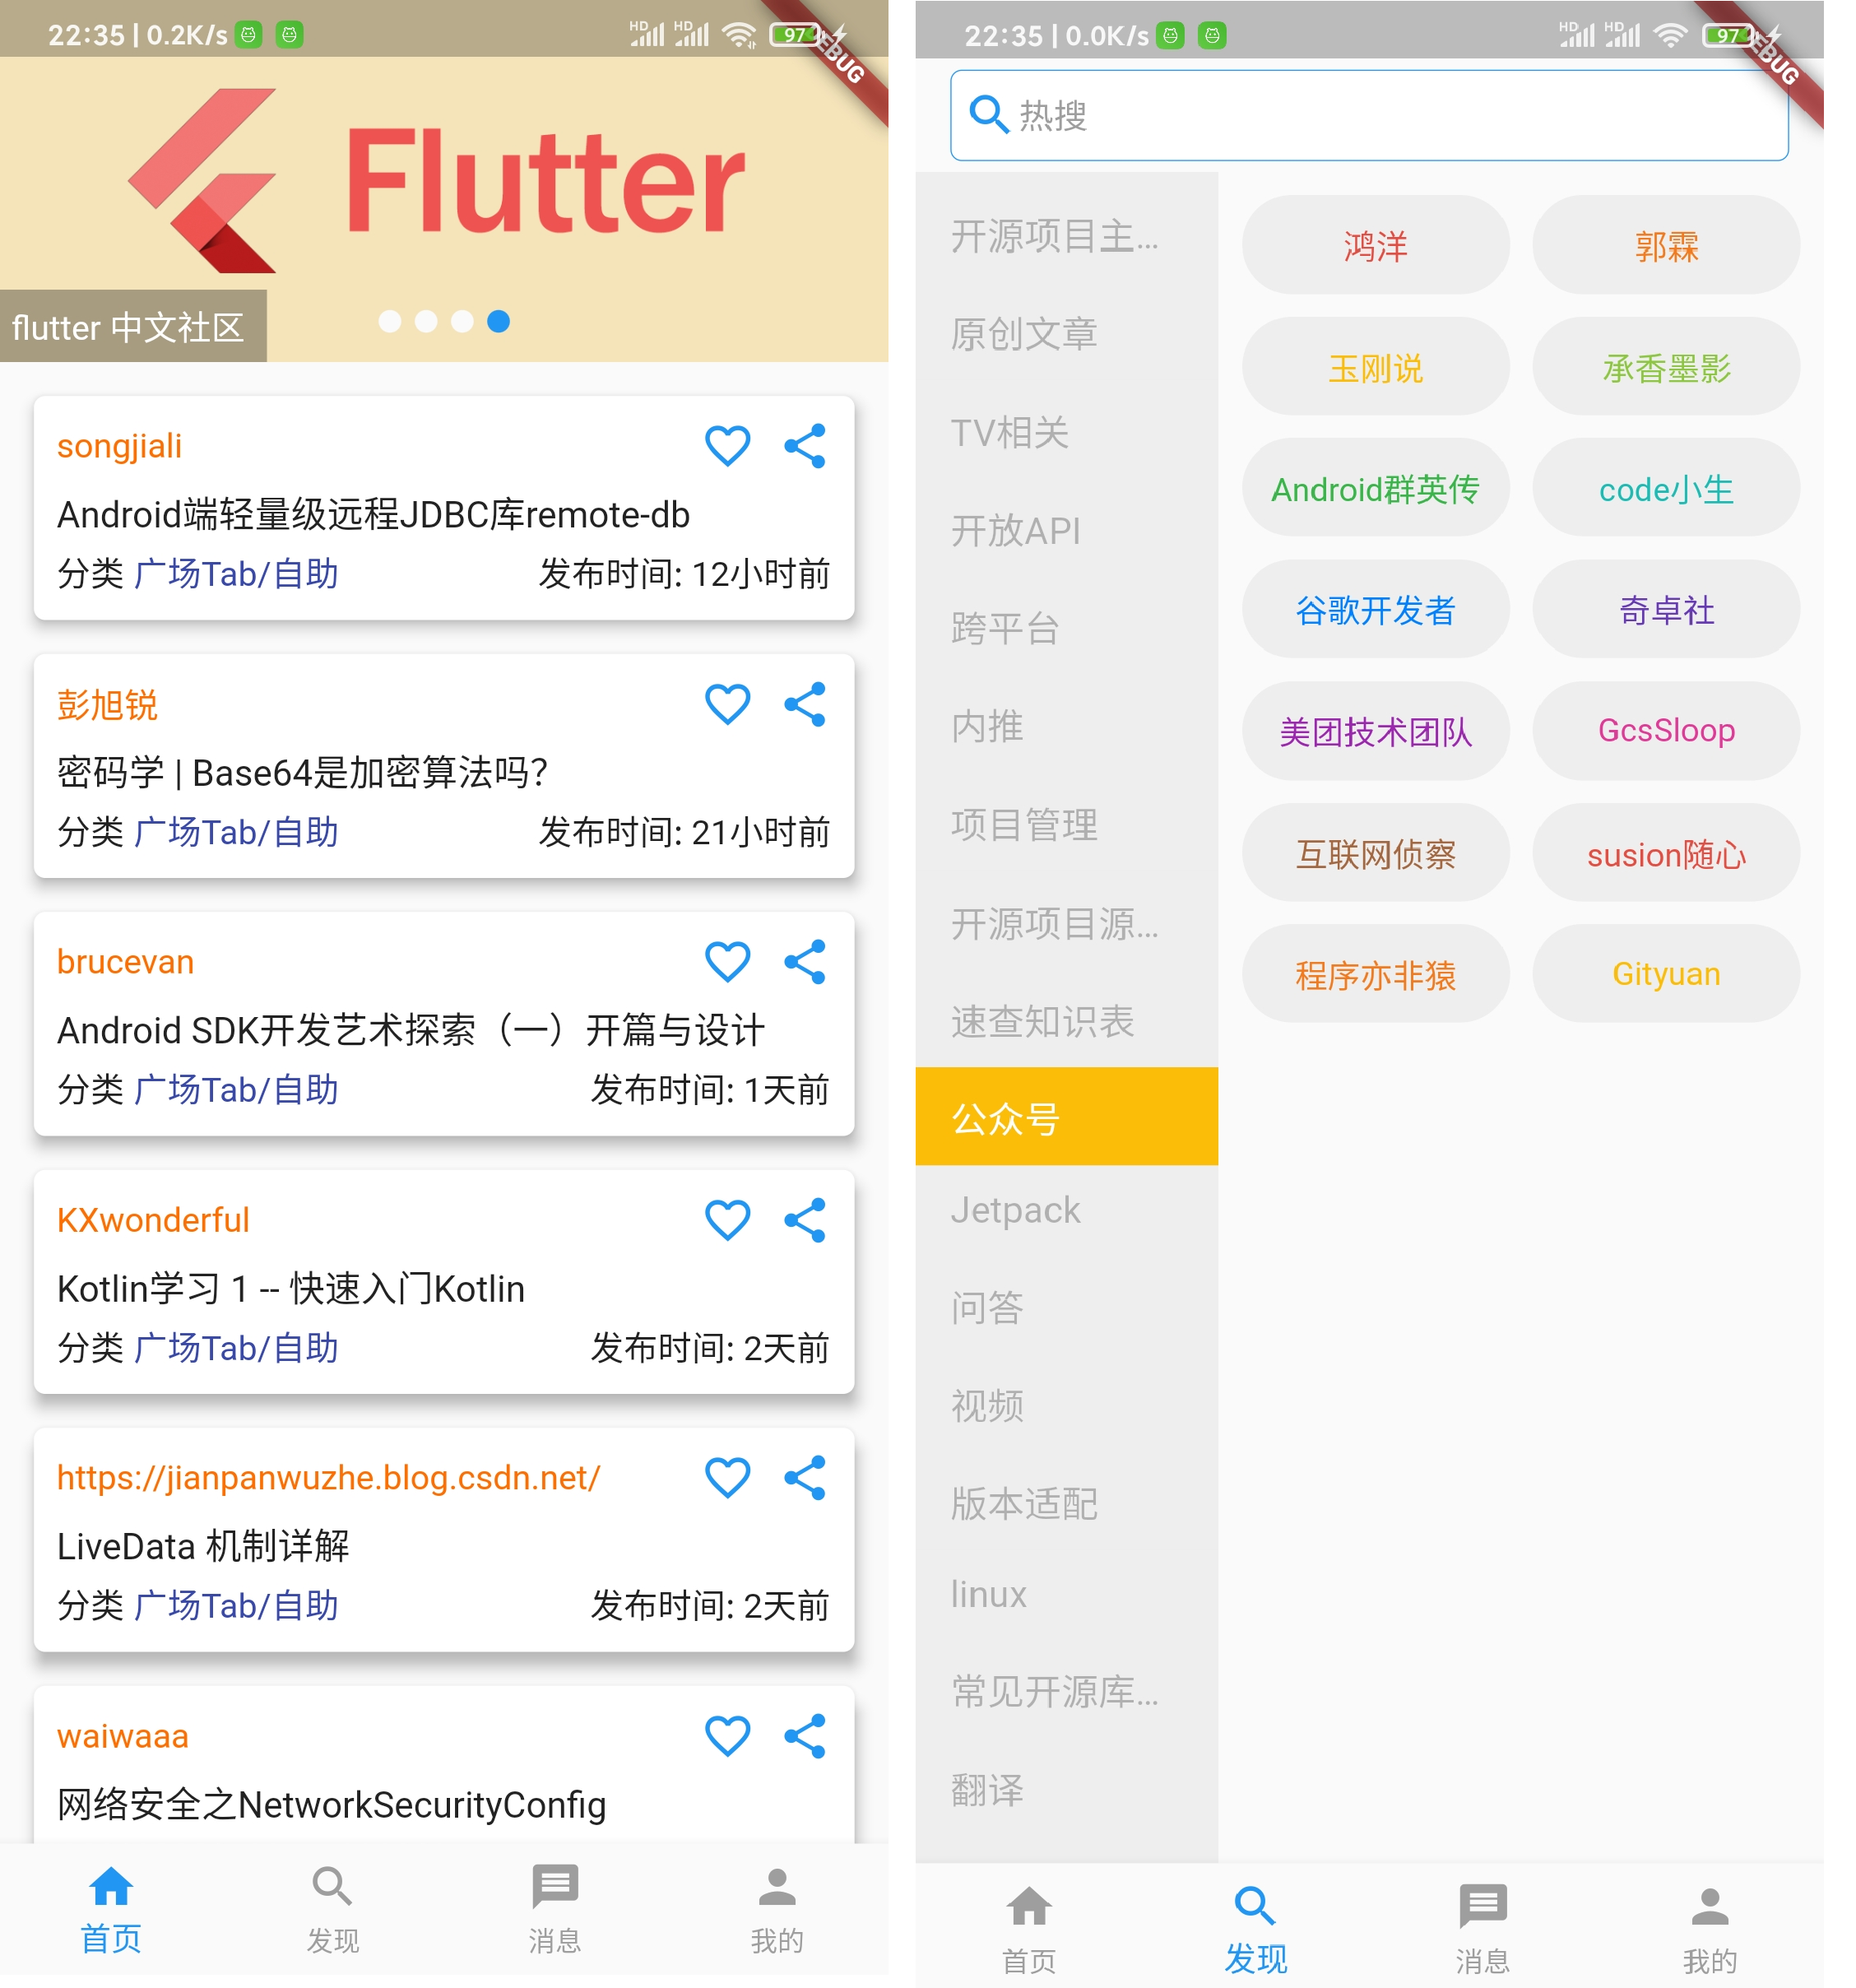 22:35 | 0.2K/s
HD HD 97
EBUG
Flutter
flutter 中文社区
songjiali
Android端轻量级远程JDBC库remote-db
分类 广场Tab/自助 发布时间: 12小时前
彭旭锐
密码学 | Base64是加密算法吗?
分类 广场Tab/自助 发布时间: 21小时前
brucevan
Android SDK开发艺术探索（一）开篇与设计
分类 广场Tab/自助 发布时间: 1天前
KXwonderful
Kotlin学习 1 -- 快速入门Kotlin
分类 广场Tab/自助 发布时间: 2天前
https://jianpanwuzhe.blog.csdn.net/
LiveData 机制详解
分类 广场Tab/自助 发布时间: 2天前
waiwaaa
网络安全之NetworkSecurityConfig
首页 发现 消息 我的
22:35 | 0.0K/s
HD HD 97
EBUG
热搜
开源项目主...
原创文章
TV相关
开放API
跨平台
内推
项目管理
开源项目源...
速查知识表
公众号
Jetpack
问答
视频
版本适配
linux
常见开源库...
翻译
鸿洋 郭霖
玉刚说 承香墨影
Android群英传 code小生
谷歌开发者 奇卓社
美团技术团队 GcsSloop
互联网侦察 susion随心
程序亦非猿 Gityuan
首页 发现 消息 我的